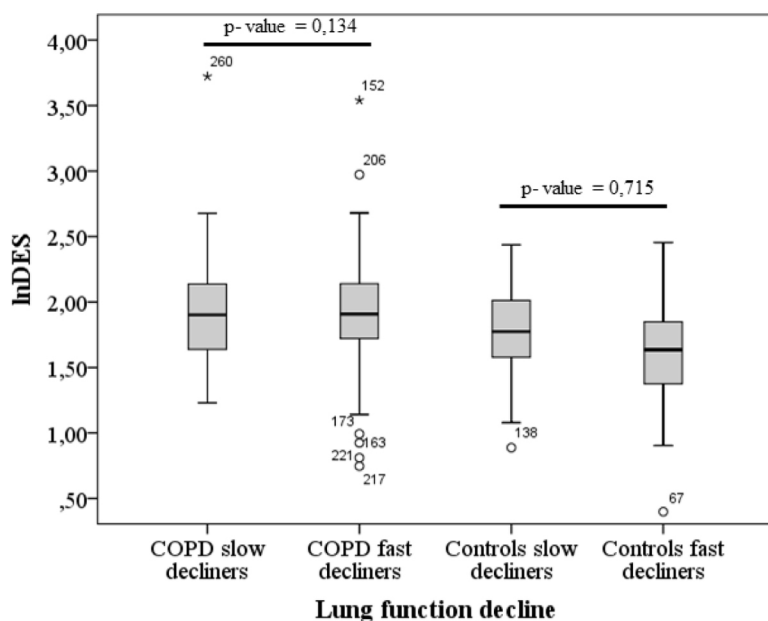 p- value = 0,134
4,00
260
152
3,50
206
3,00
p- value = 0,715
2,50
lnDES
2,00
1,50
173
138
1,00
163
221
217
67
,50
COPD slow
decliners
COPD fast
decliners
Controls slow
decliners
Controls fast
decliners
Lung function decline